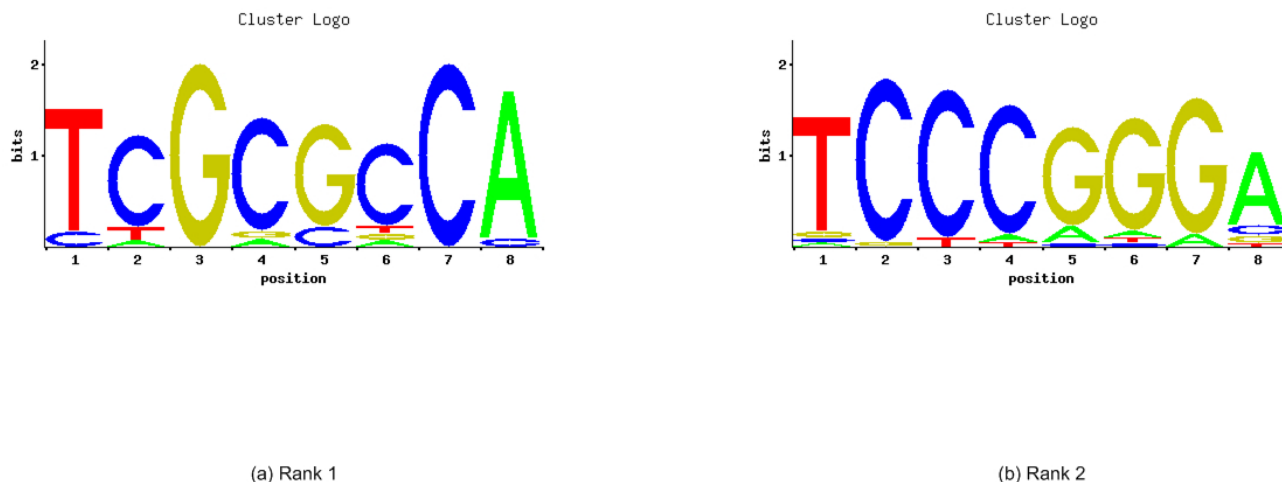 Cluster Logo
2
1
bits
T C G C G C C A
C T A A G C T G A C
1 2 3 4 5 6 7 8
position
(a) Rank 1
Cluster Logo
2
1
bits
T C C C G G G A
G C A G T A T A C A T C A C G T
1 2 3 4 5 6 7 8
position
(b) Rank 2